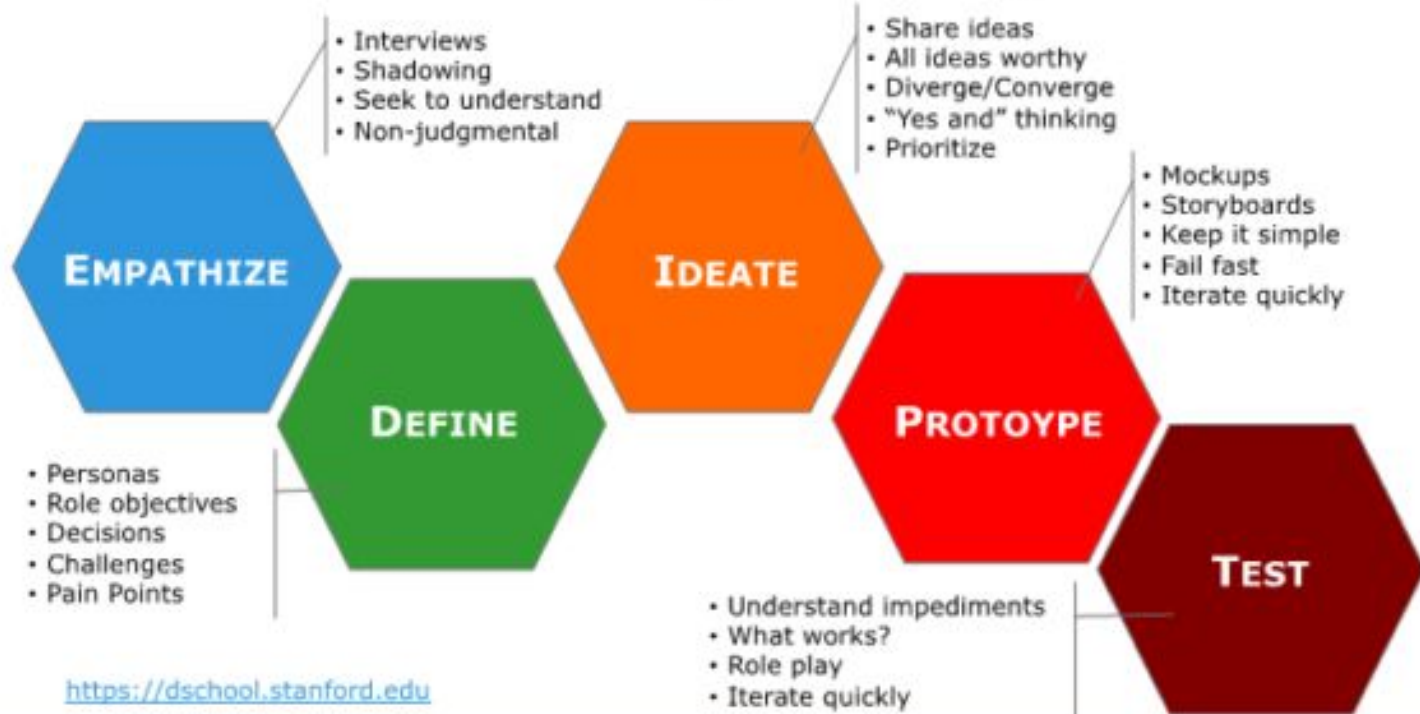 EMPATHIZE
• Interviews
• Shadowing
• Seek to understand
• Non-judgmental
DEFINE
• Personas
• Role objectives
• Decisions
• Challenges
• Pain Points
IDEATE
• Share ideas
• All ideas worthy
• Diverge/Converge
• "Yes and" thinking
• Prioritize
PROTOYPE
• Mockups
• Storyboards
• Keep it simple
• Fail fast
• Iterate quickly
TEST
• Understand impediments
• What works?
• Role play
• Iterate quickly
https://dschool.stanford.edu